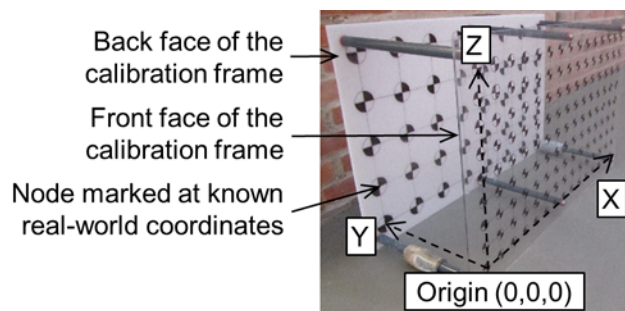 Back face of the
calibration frame
Front face of the
calibration frame
Node marked at known
real-world coordinates
Z
X
Y
Origin (0,0,0)